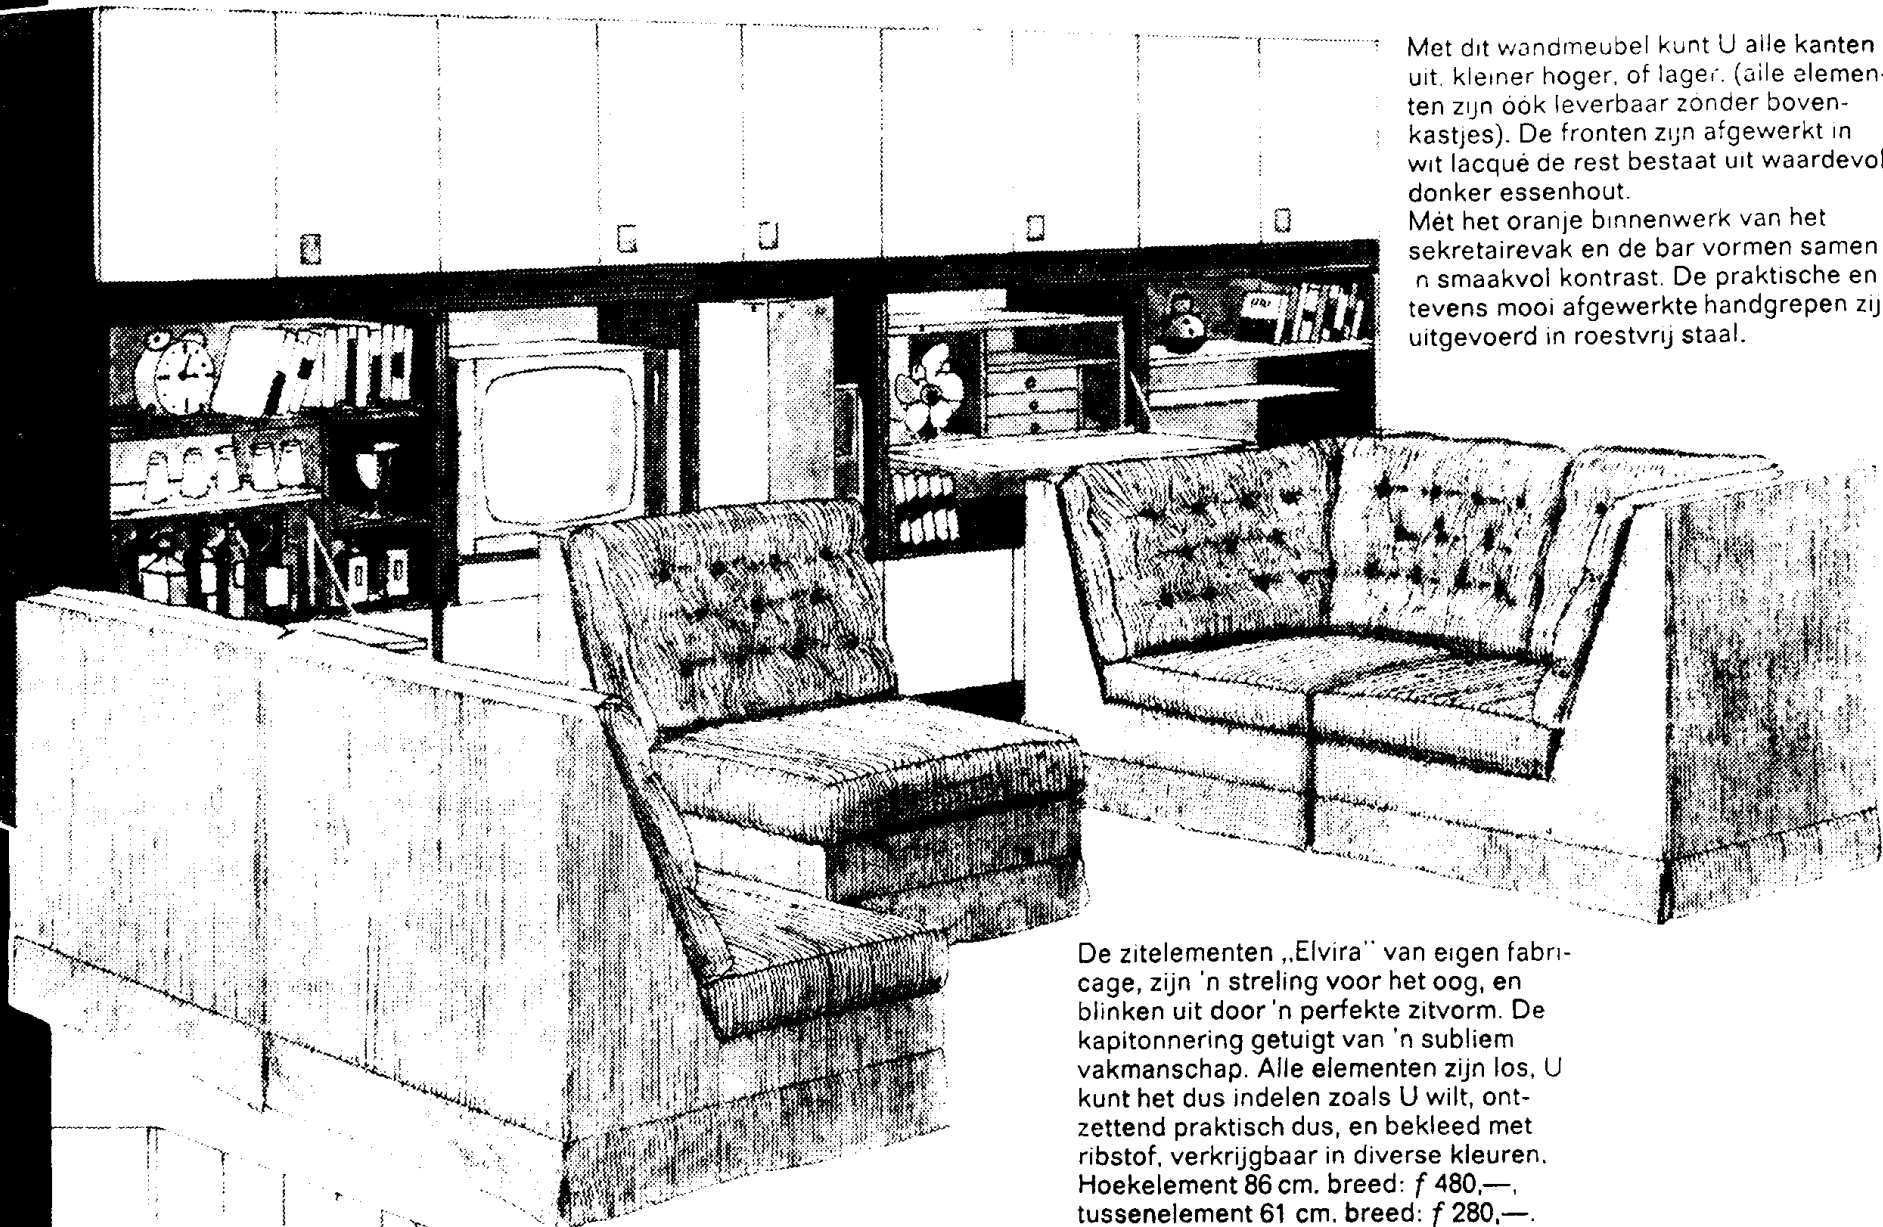 Met dit wandmeubel kunt U alle kanten
uit, kleiner hoger, of lager. (alle elemen-
ten zijn óók leverbaar zónder boven-
kastjes). De fronten zijn afgewerkt in
wit lacqué de rest bestaat uit waardevol
donker essenhout.
Mét het oranje binnenwerk van het
sekretairevak en de bar vormen samen
'n smaakvol kontrast. De praktische en
tevens mooi afgewerkte handgrepen zij
uitgevoerd in roestvrij staal.
De zitelementen „Elvira” van eigen fabri-
cage, zijn 'n streling voor het oog, en
blinken uit door 'n perfekte zitvorm. De
kapitonnering getuigt van 'n subliem
vakmanschap. Alle elementen zijn los, U
kunt het dus indelen zoals U wilt, ont-
zettend praktisch dus, en bekleed met
ribstof, verkrijgbaar in diverse kleuren.
Hoekelement 86 cm. breed: ƒ 480,—,
tussenelement 61 cm. breed: ƒ 280,—.